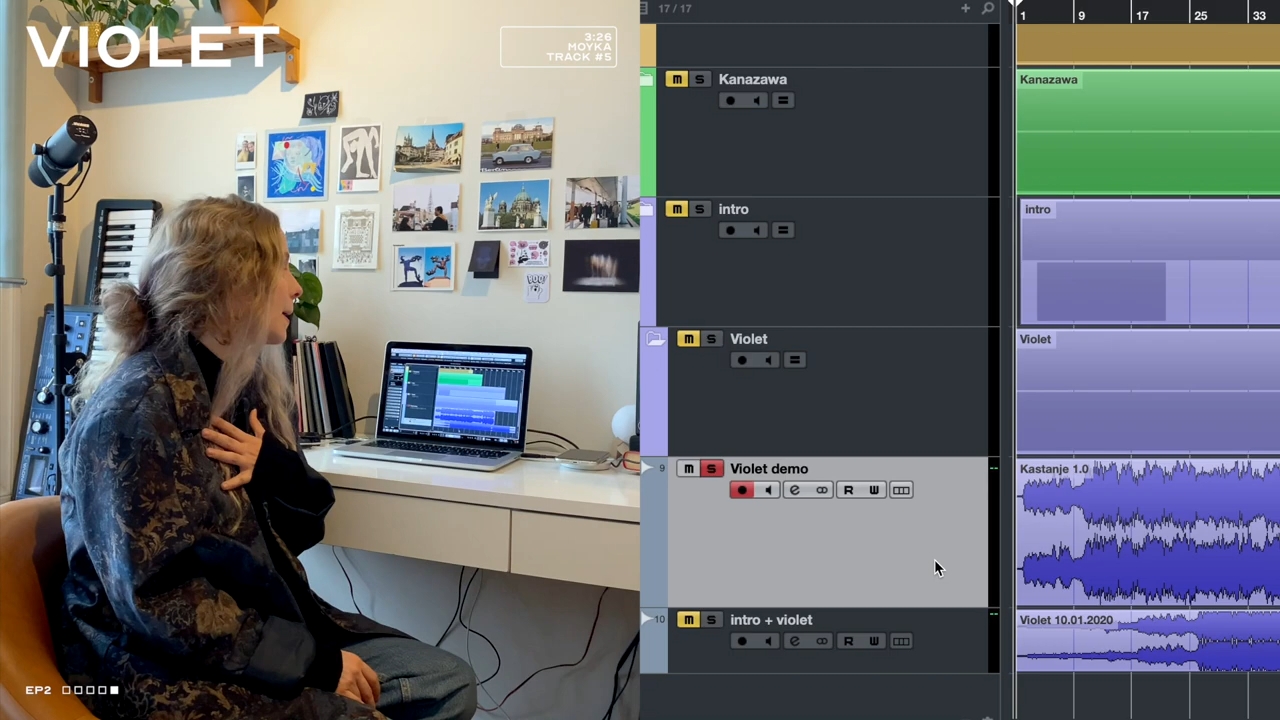 VIOLET
3:26
MOYKA
TRACK #5
EP2
17 / 17
1 9 17 25 33
M S Kanazawa
Kanazawa
M S intro
intro
M S Violet
Violet
9 M S Violet demo
R W
Kastanje 1.0
10 M S intro + violet
R W
Violet 10.01.2020
BOO!